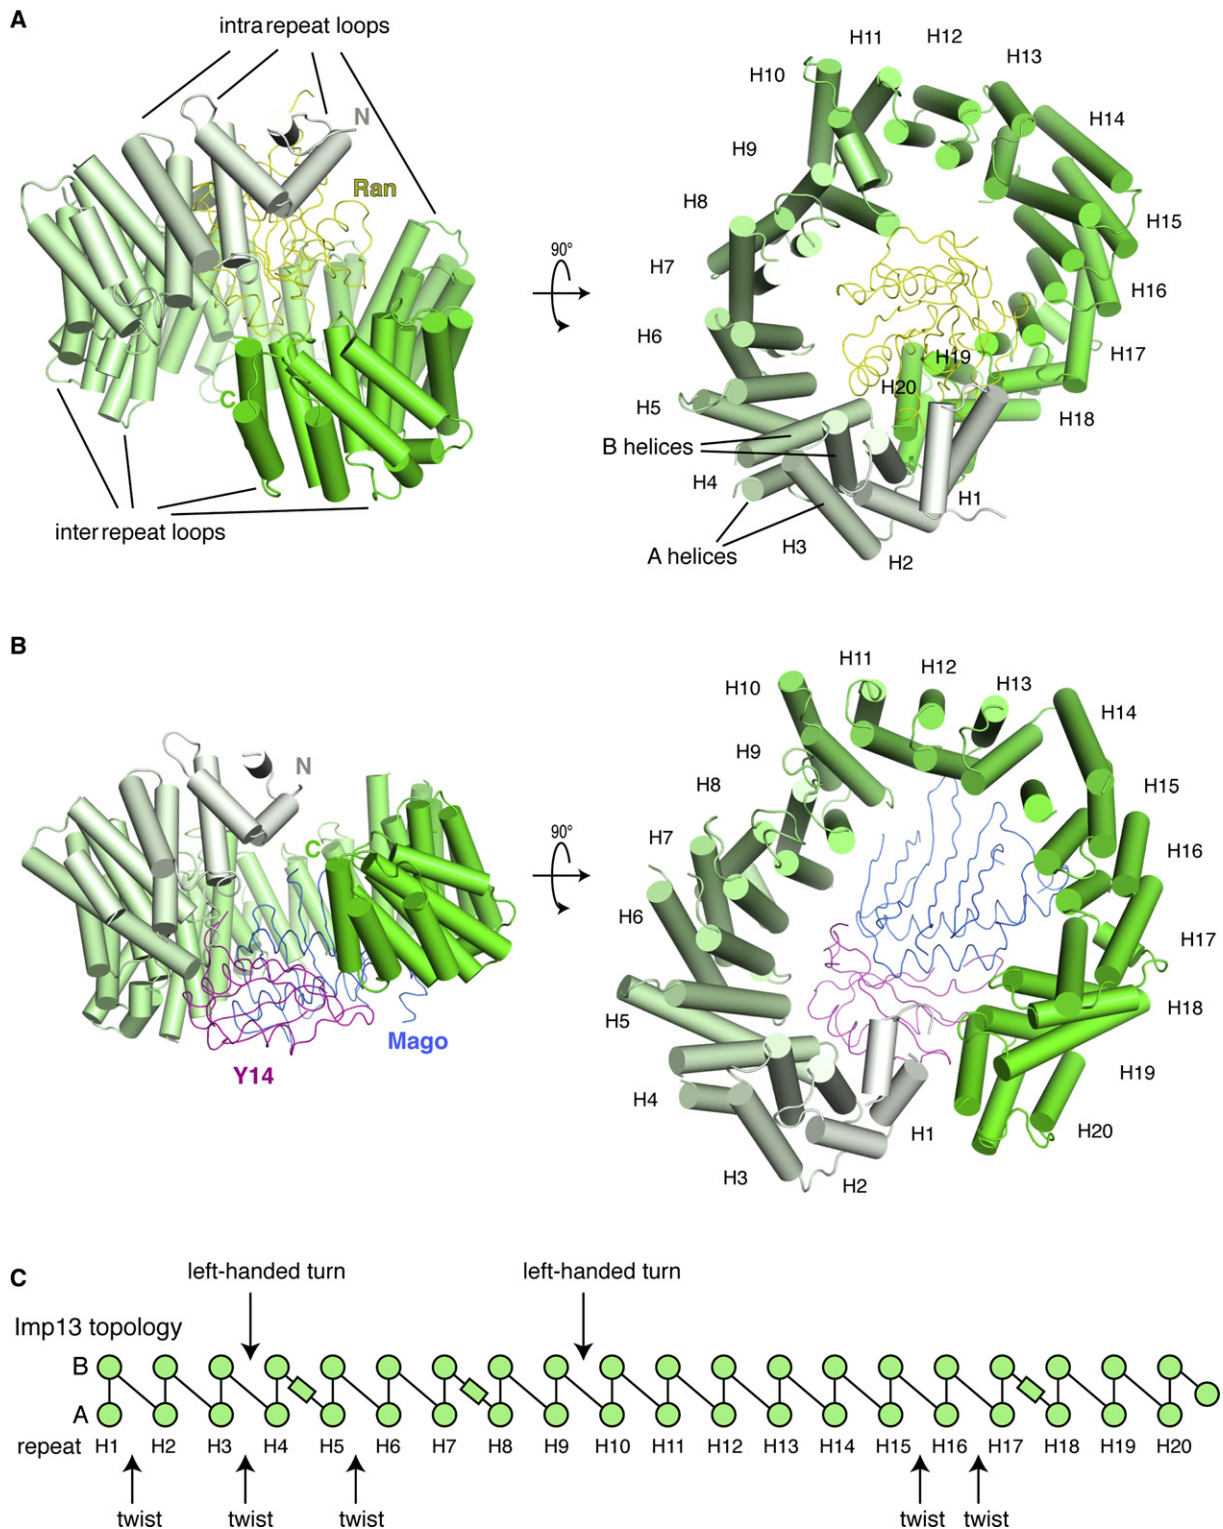 A
intra repeat loops
N
Ran
C
inter repeat loops
90°
H11
H12
H13
H10
H14
H9
H8
H15
H7
H16
H6
H17
H19
H20
H5
H18
B helices
H4
H1
A helices
H3
H2
B
N
C
Mago
Y14
90°
H11
H12
H13
H10
H14
H9
H8
H15
H7
H16
H6
H17
H5
H18
H19
H4
H1
H20
H3
H2
C
left-handed turn left-handed turn
Imp13 topology
B
A
repeat H1 H2 H3 H4 H5 H6 H7 H8 H9 H10 H11 H12 H13 H14 H15 H16 H17 H18 H19 H20
twist twist twist twist twist